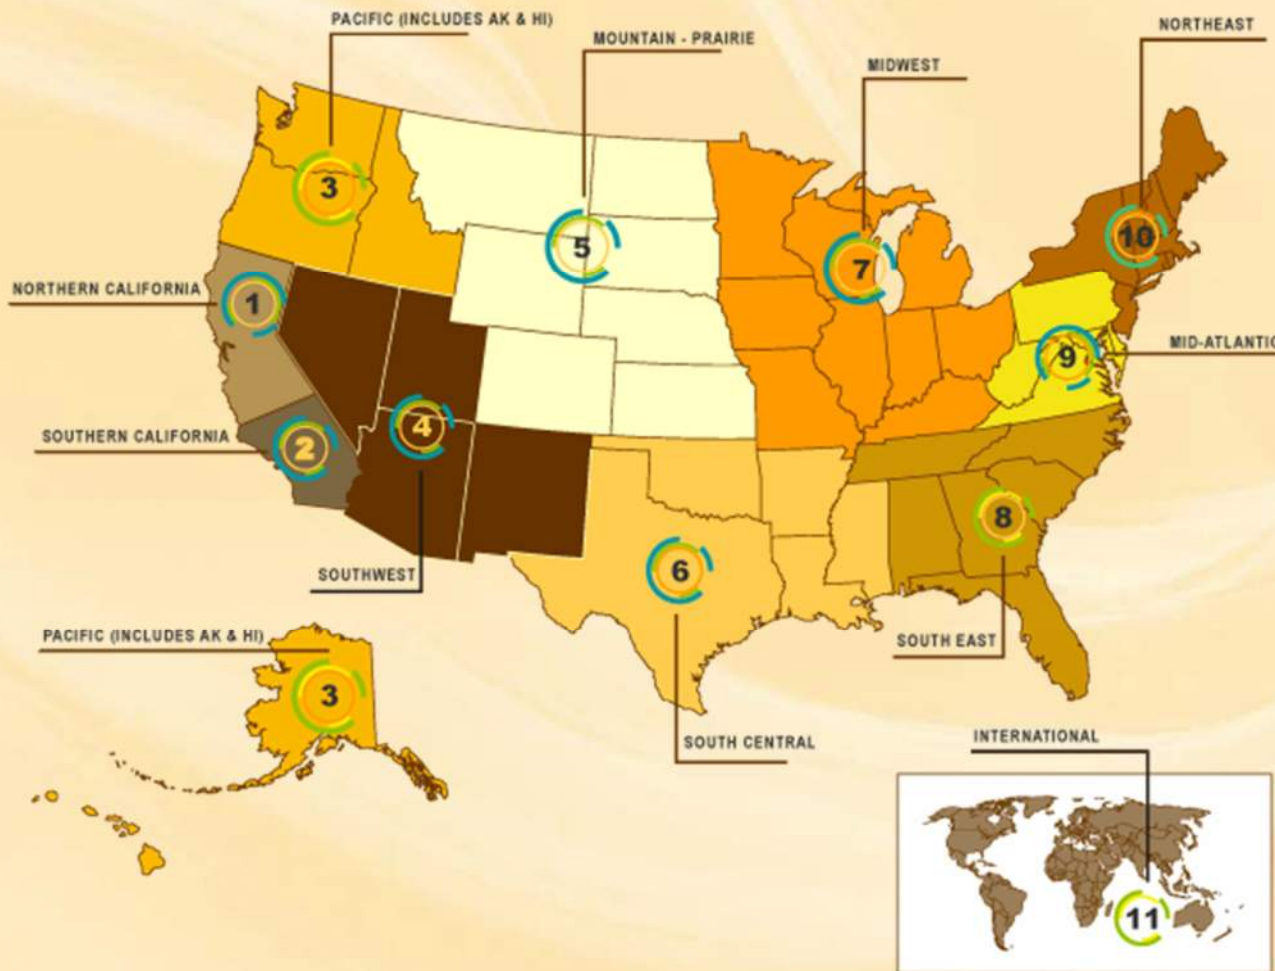 PACIFIC (INCLUDES AK & HI)
MOUNTAIN - PRAIRIE
NORTHEAST
MIDWEST
3
5
10
7
NORTHERN CALIFORNIA
1
MID-ATLANTIC
9
SOUTHERN CALIFORNIA
2
4
8
SOUTHWEST
6
PACIFIC (INCLUDES AK & HI)
SOUTH EAST
3
SOUTH CENTRAL
INTERNATIONAL
11